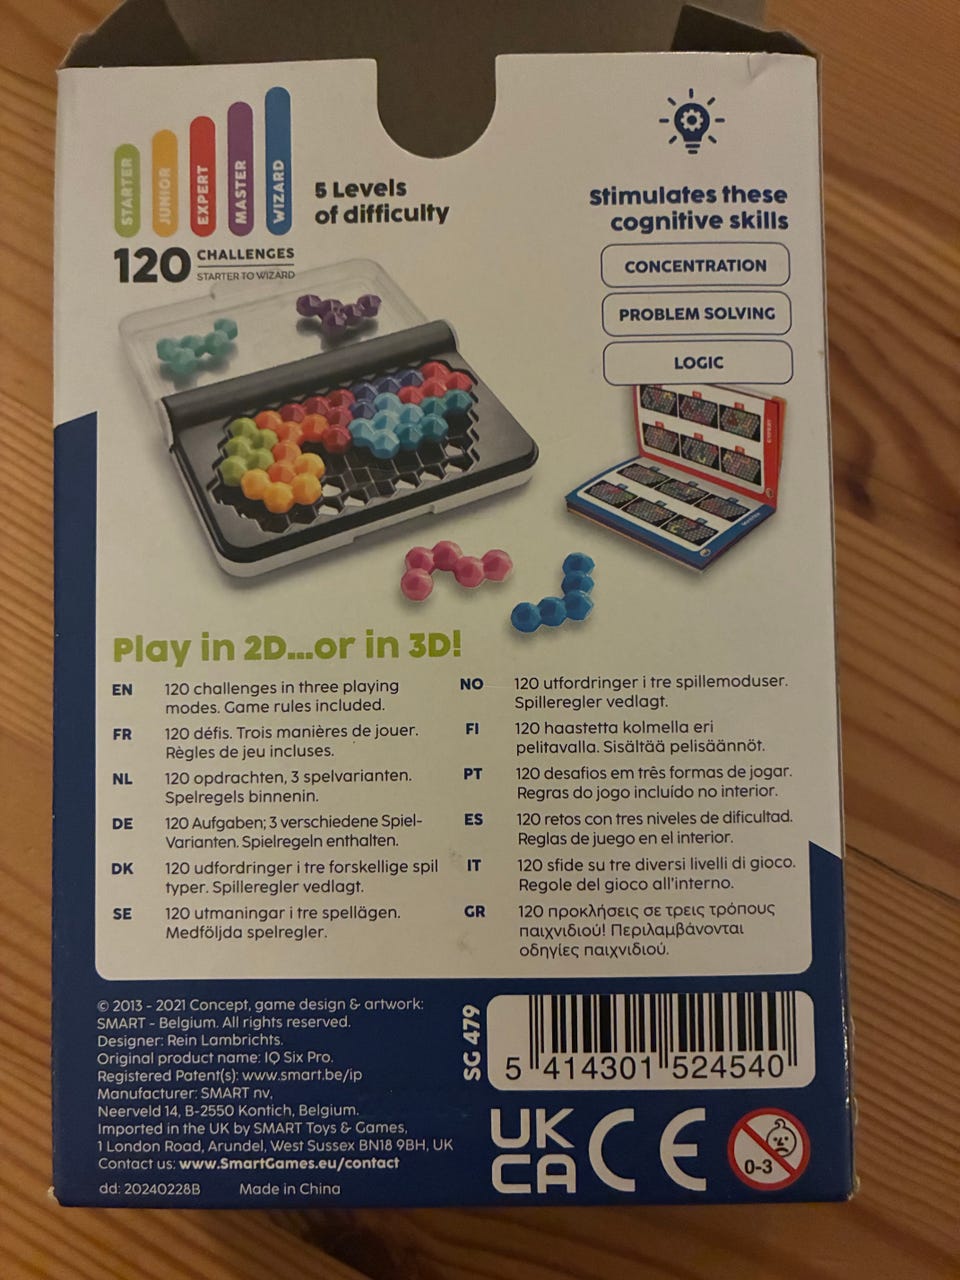 STARTER
JUNIOR
EXPERT
MASTER
WIZARD
5 Levels
of difficulty
120 CHALLENGES
STARTER TO WIZARD
Stimulates these
cognitive skills
CONCENTRATION
PROBLEM SOLVING
LOGIC
Play in 2D...or in 3D!
EN 120 challenges in three playing
modes. Game rules included.
FR 120 défis. Trois manières de jouer.
Règles de jeu incluses.
NL 120 opdrachten, 3 spelvarianten.
Spelregels binnenin.
DE 120 Aufgaben; 3 verschiedene Spiel-
Varianten. Spielregeln enthalten.
DK 120 udfordringer i tre forskellige spil
typer. Spilleregler vedlagt.
SE 120 utmaningar i tre spellägen.
Medföljda spelregler.
NO 120 utfordringer i tre spillemoduser.
Spilleregler vedlagt.
FI 120 haastetta kolmella eri
pelitavalla. Sisältää pelisäännöt.
PT 120 desafios em três formas de jogar.
Regras do jogo incluído no interior.
ES 120 retos con tres niveles de dificultad.
Reglas de juego en el interior.
IT 120 sfide su tre diversi livelli di gioco.
Regole del gioco all'interno.
GR 120 προκλήσεις σε τρεις τρόπους
παιχνιδιού! Περιλαμβάνονται
οδηγίες παιχνιδιού.
© 2013 - 2021 Concept, game design & artwork:
SMART - Belgium. All rights reserved.
Designer: Rein Lambrichts.
Original product name: IQ Six Pro.
Registered Patent(s): www.smart.be/ip
Manufacturer: SMART nv,
Neerveld 14, B-2550 Kontich, Belgium.
Imported in the UK by SMART Toys & Games,
1 London Road, Arundel, West Sussex BN18 9BH, UK
Contact us: www.SmartGames.eu/contact
dd: 20240228B Made in China
SG 479
5 414301 524540
UK
CA
CE
0-3